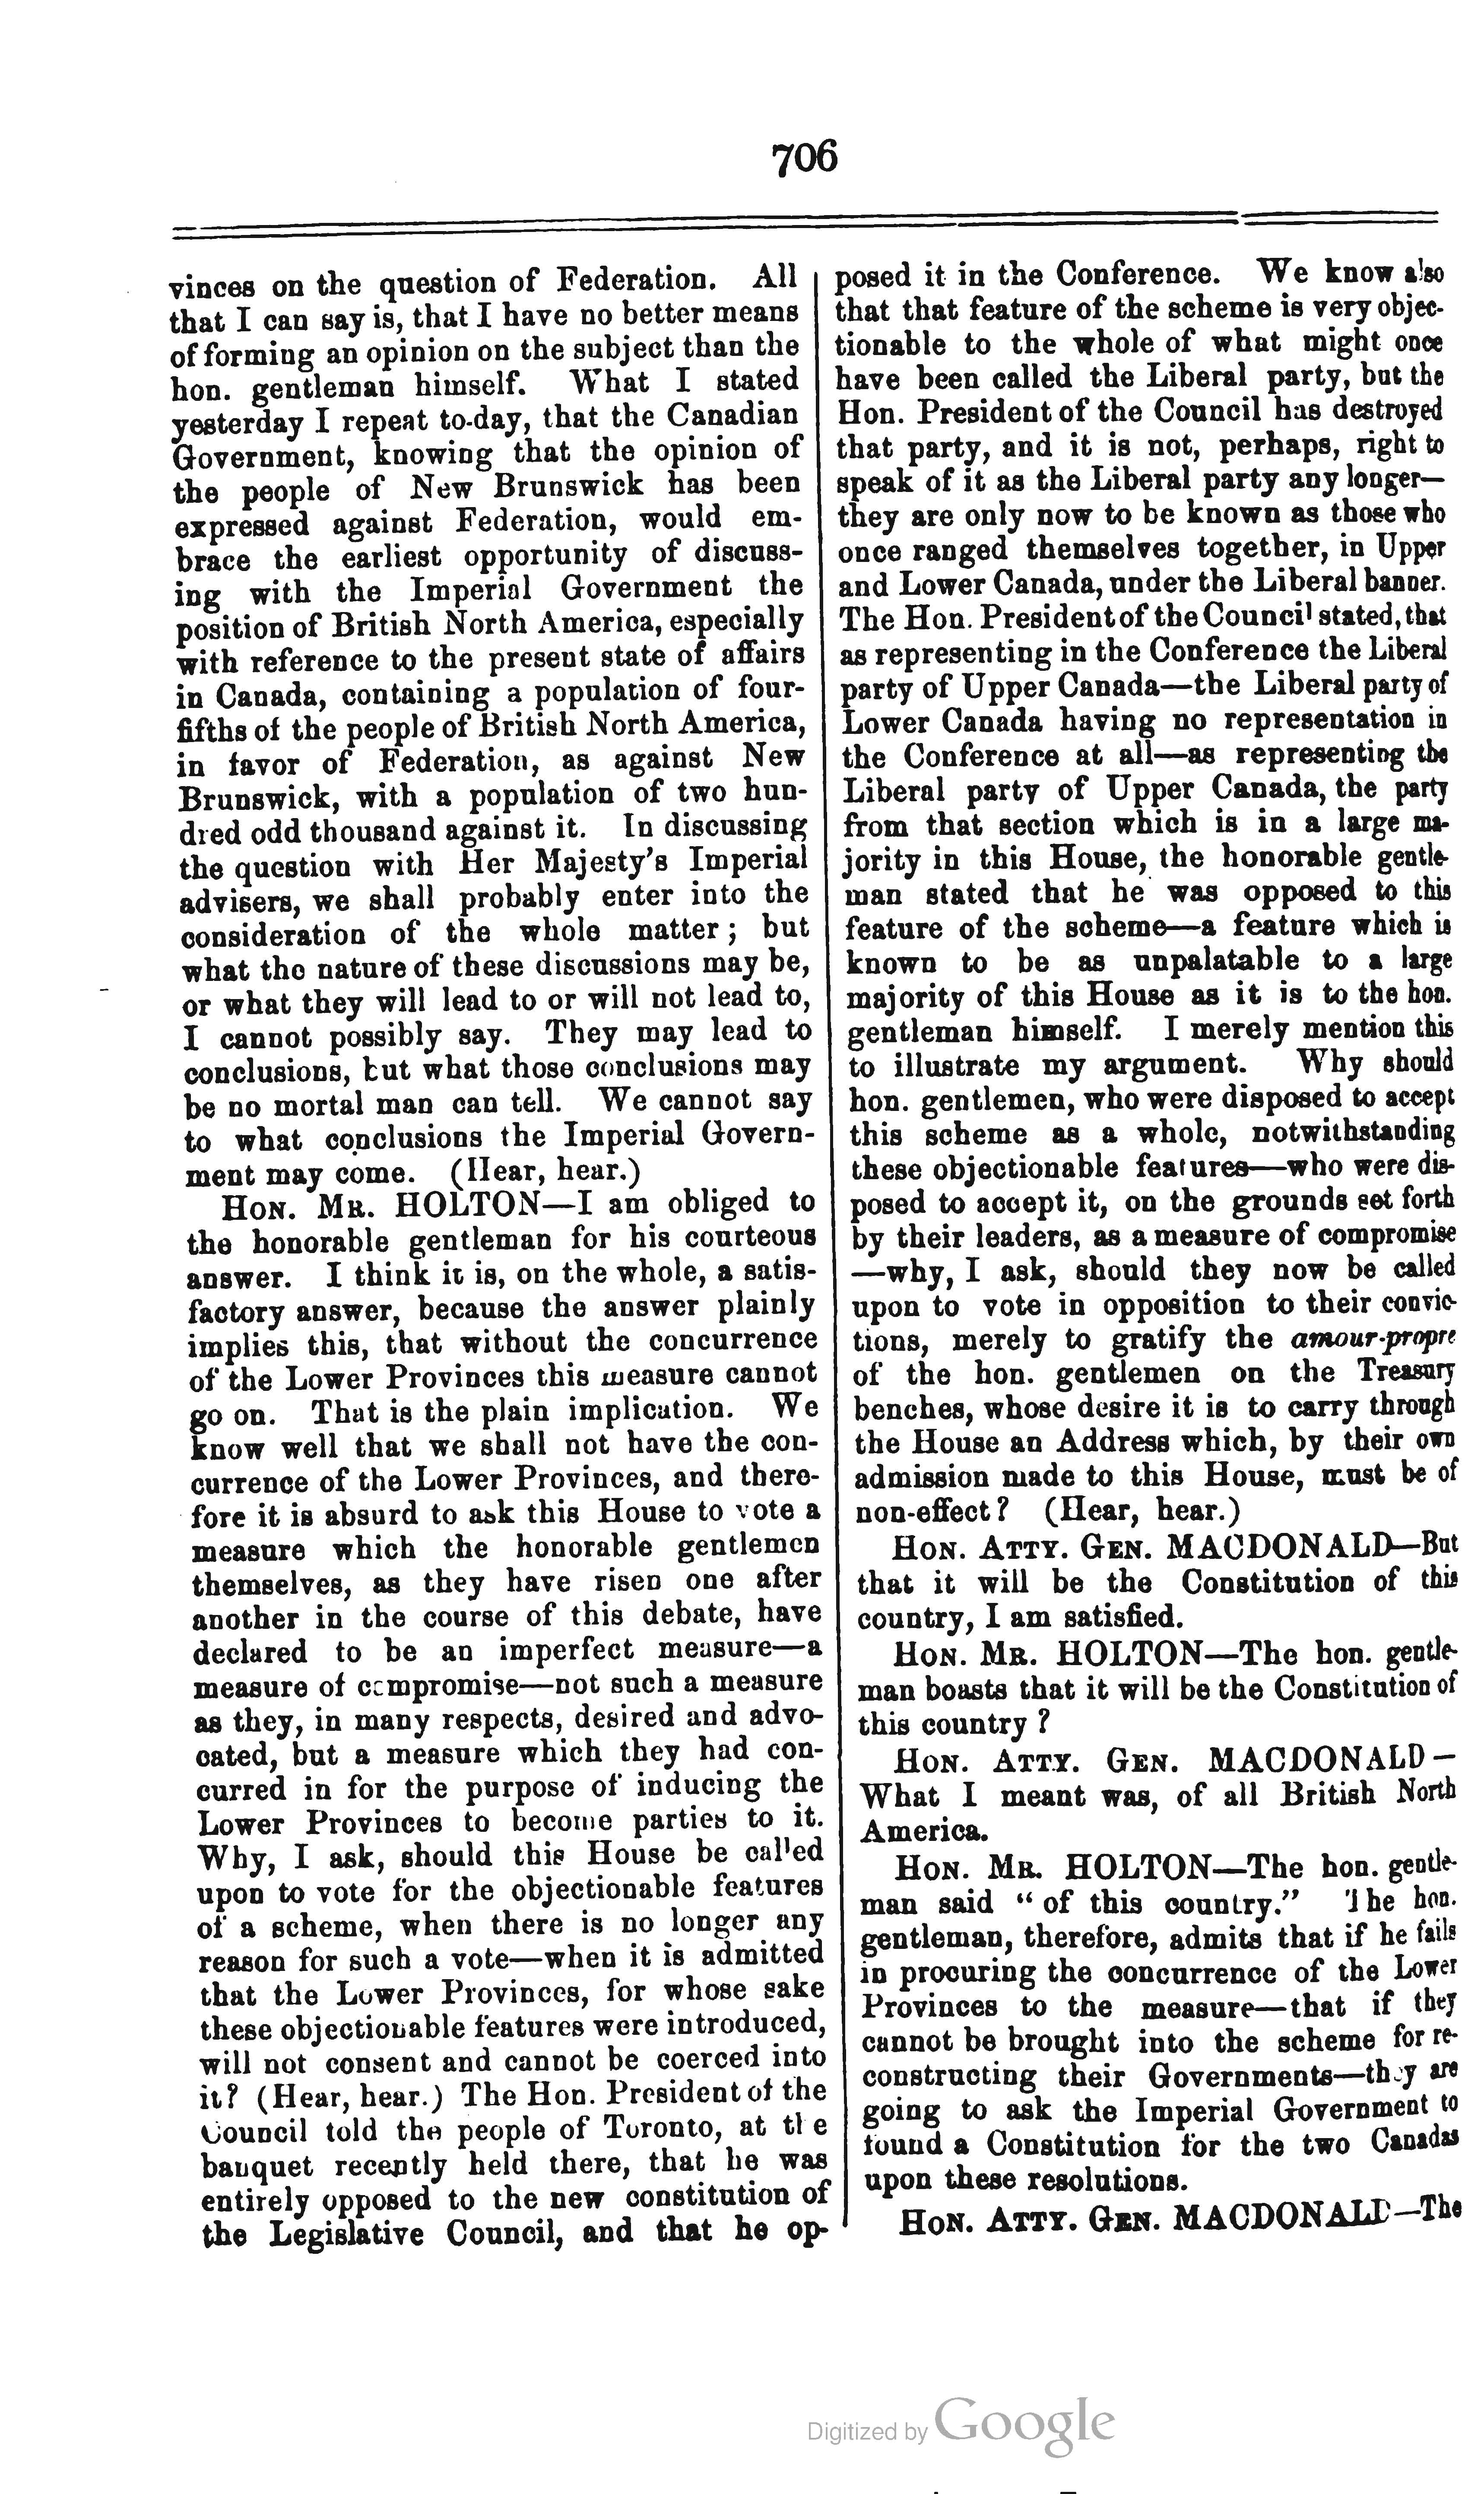 706
vinces on the question of Federation. All
that I can say is, that I have no better means
of forming an opinion on the subject than the
hon. gentleman himself. What I stated
yesterday I repeat to-day, that the Canadian
Government, knowing that the opinion of
the people of New Brunswick has been
expressed against Federation, would em-
brace the earliest opportunity of discuss-
ing with the Imperial Government the
position of British North America, especially
with reference to the present state of affairs
in Canada, containing a population of four-
fifths of the people of British North America,
in favor of Federation, as against New
Brunswick, with a population of two hun-
dred odd thousand against it. In discussing
the question with Her Majesty's Imperial
advisers, we shall probably enter into the
consideration of the whole matter; but
what the nature of these discussions may be,
or what they will lead to or will not lead to,
I cannot possibly say. They may lead to
conclusions, but what those conclusions may
be no mortal man can tell. We cannot say
to what conclusions the Imperial Govern-
ment may come. (Hear, hear.)
HON. MR. HOLTON—I am obliged to
the honorable gentleman for his courteous
answer. I think it is, on the whole, a satis-
factory answer, because the answer plainly
implies this, that without the concurrence
of the Lower Provinces this measure cannot
go on. That is the plain implication. We
know well that we shall not have the con-
currence of the Lower Provinces, and there-
fore it is absurd to ask this House to vote a
measure which the honorable gentlemen
themselves, as they have risen one after
another in the course of this debate, have
declared to be an imperfect measure—a
measure of compromise—not such a measure
as they, in many respects, desired and advo-
cated, but a measure which they had con-
curred in for the purpose of inducing the
Lower Provinces to become parties to it.
Why, I ask, should this House be called
upon to vote for the objectionable features
of a scheme, when there is no longer any
reason for such a vote—when it is admitted
that the Lower Provinces, for whose sake
these objectionable features were introduced,
will not consent and cannot be coerced into
it? (Hear, hear.) The Hon. President of the
Council told the people of Toronto, at the
banquet recently held there, that he was
entirely opposed to the new constitution of
the Legislative Council, and that he op-
posed it in the Conference. We know also
that that feature of the scheme is very objec-
tionable to the whole of what might once
have been called the Liberal party, but the
Hon. President of the Council has destroyed
that party, and it is not, perhaps, right to
speak of it as the Liberal party any longer—
they are only now to be known as those who
once ranged themselves together, in Upper
and Lower Canada, under the Liberal banner.
The Hon. President of the Council stated, that
as representing in the Conference the Liberal
party of Upper Canada—the Liberal party of
Lower Canada having no representation in
the Conference at all—as representing the
Liberal party of Upper Canada, the party
from that section which is in a large ma-
jority in this House, the honorable gentle-
man stated that he was opposed to this
feature of the scheme—a feature which is
known to be as unpalatable to a large
majority of this House as it is to the hon.
gentleman himself. I merely mention this
to illustrate my argument. Why should
hon. gentlemen, who were disposed to accept
this scheme as a whole, notwithstanding
these objectionable features—who were dis-
posed to accept it, on the grounds set forth
by their leaders, as a measure of compromise
—why, I ask, should they now be called
upon to vote in opposition to their convic-
tions, merely to gratify the amour-propre
of the hon. gentlemen on the Treasury
benches, whose desire it is to carry through
the House an Address which, by their own
admission made to this House, must be of
non-effect? (Hear, hear.)
HON. ATTY. GEN. MACDONALD—But
that it will be the Constitution of this
country, I am satisfied.
HON. MR. HOLTON—The hon. gentle-
man boasts that it will be the Constitution of
this country?
HON. ATTY. GEN. MACDONALD—
What I meant was, of all British North
America.
HON. MR. HOLTON—The hon. gentle-
man said "of this country." The hon.
gentleman, therefore, admits that if he fails
in procuring the concurrence of the Lower
Provinces to the measure—that if they
cannot be brought into the scheme for re-
constructing their Governments—they are
going to ask the Imperial Government to
found a Constitution for the two Canadas
upon these resolutions.
HON. ATTY. GEN. MACDONALD—The
Digitized by Google